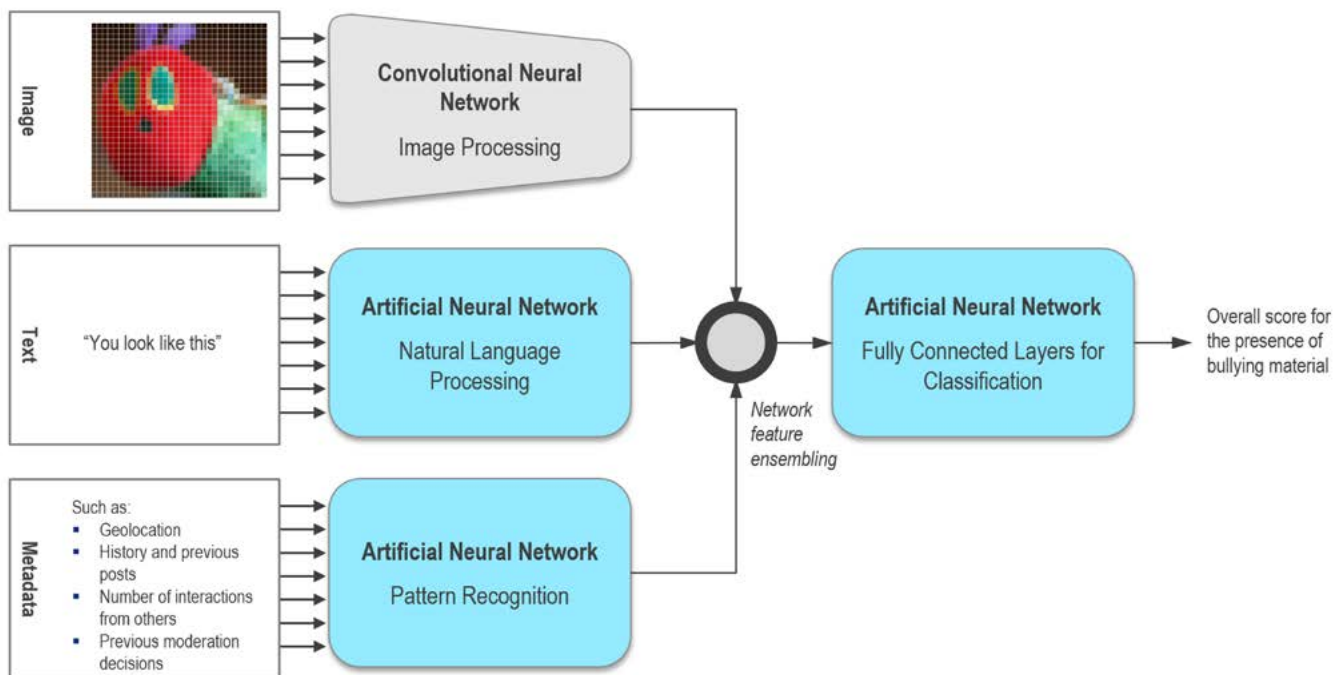 Image
Convolutional Neural
Network
Image Processing
Text
“You look like this”
Artificial Neural Network
Natural Language
Processing
Metadata
Such as:
▪ Geolocation
▪ History and previous
posts
▪ Number of interactions
from others
▪ Previous moderation
decisions
Artificial Neural Network
Pattern Recognition
Network
feature
ensembling
Artificial Neural Network
Fully Connected Layers for
Classification
Overall score for
the presence of
bullying material